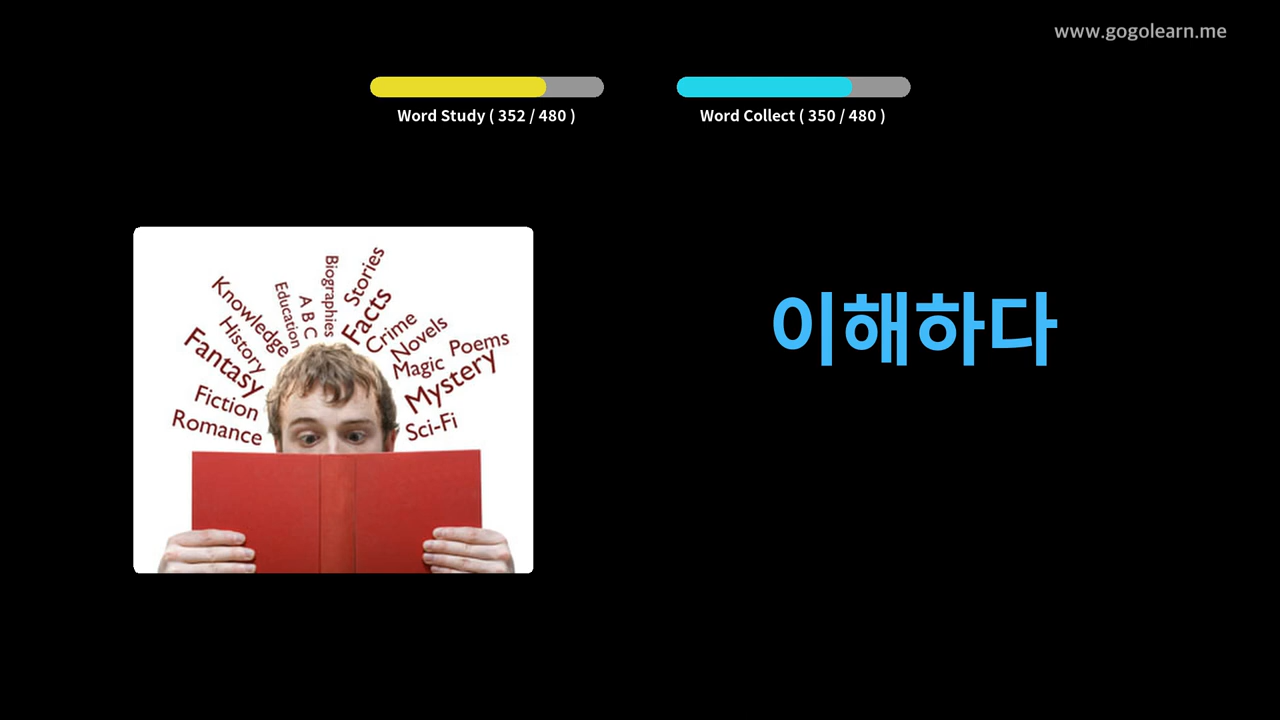 www.gogolearn.me
Word Study ( 352 / 480 )
Word Collect ( 350 / 480 )
Biographies
Stories
Education
A B C
Facts
Knowledge
Crime
History
Novels
Fantasy
Magic
Poems
Mystery
Fiction
Romance
Sci-Fi
이해하다